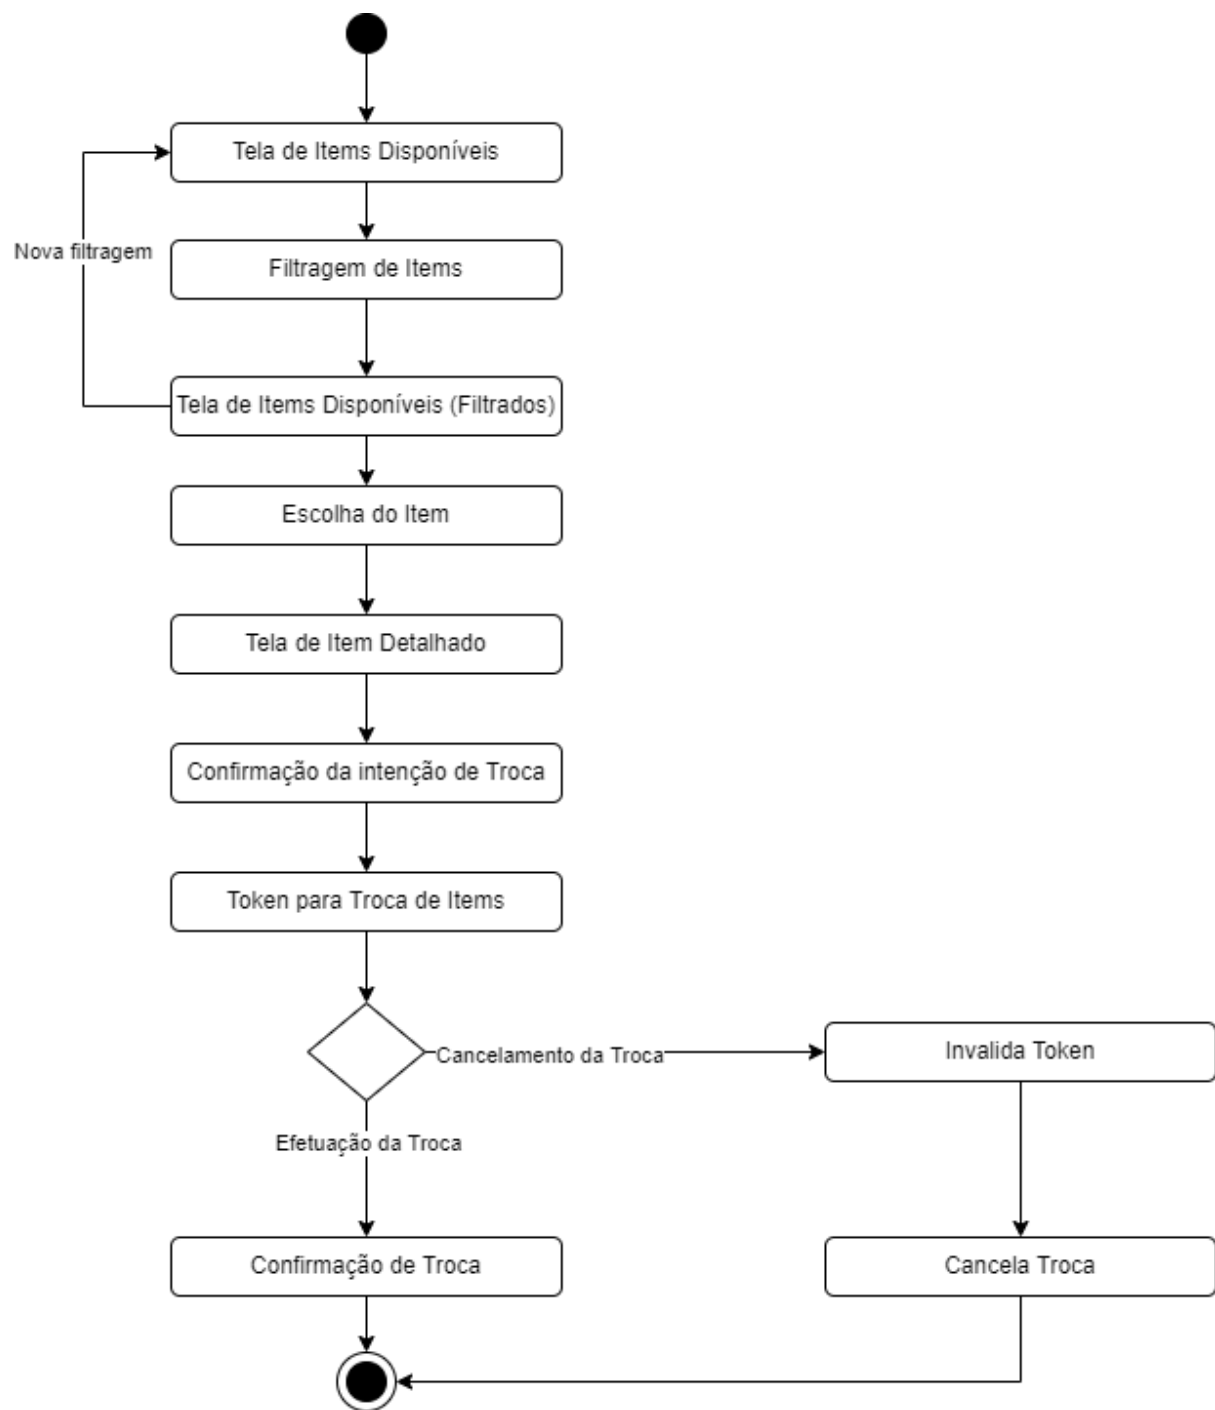 Tela de Items Disponíveis
Nova filtragem
Filtragem de Items
Tela de Items Disponíveis (Filtrados)
Escolha do Item
Tela de Item Detalhado
Confirmação da intenção de Troca
Token para Troca de Items
Cancelamento da Troca
Invalida Token
Efetuação da Troca
Confirmação de Troca
Cancela Troca